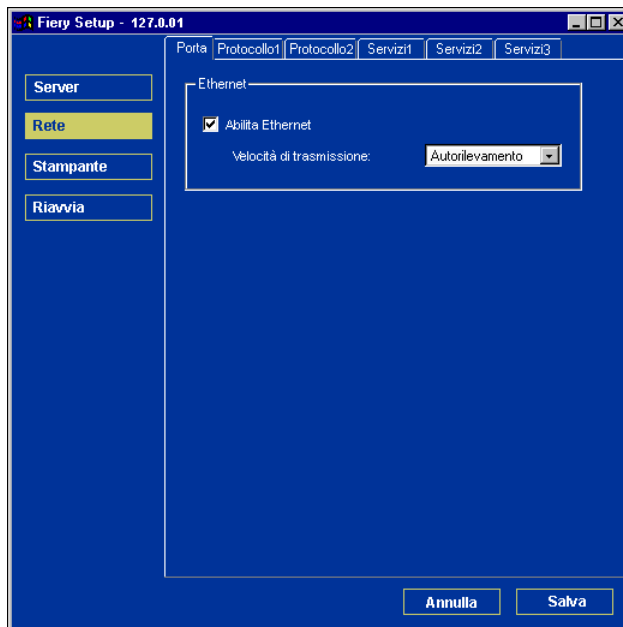 Fiery Setup - 127.0.01
Porta Protocollo1 Protocollo2 Servizi1 Servizi2 Servizi3
Server
Rete
Stampante
Riavvia
Ethernet
Abilita Ethernet
Velocità di trasmissione: Autorilevamento
Annulla Salva